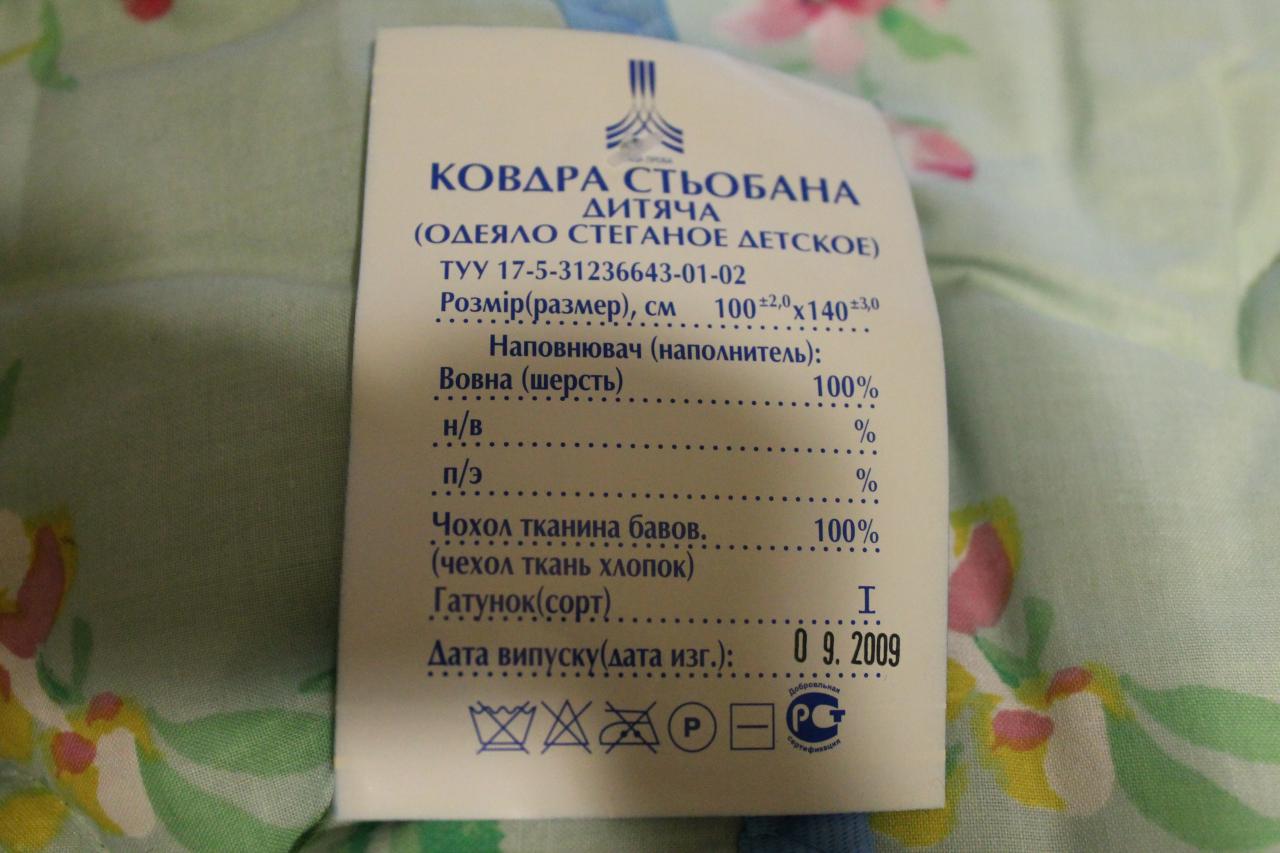 КОВДРА СТЬОБАНА
ДИТЯЧА
(ОДЕЯЛО СТЕГАНОЕ ДЕТСКОЕ)
ТУУ 17-5-31236643-01-02
Розмір(размер), см 100±2,0х140±3,0
Наповнювач (наполнитель):
Вовна (шерсть) 100%
н/в %
п/э %
Чохол тканина бавов. 100%
(чехол ткань хлопок)
Гатунок(сорт) I
Дата випуску(дата изг.): 0 9. 2009
P
Добровльная
РСТ
сертификация